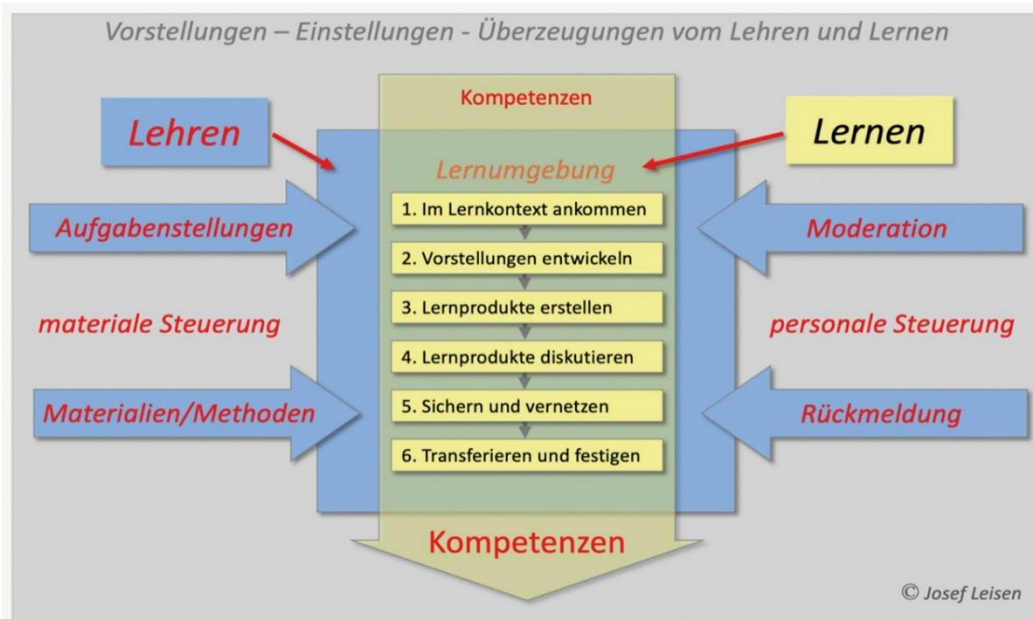 Vorstellungen – Einstellungen - Überzeugungen vom Lehren und Lernen
Kompetenzen
Lehren
Lernen
Lernumgebung
1. Im Lernkontext ankommen
Aufgabenstellungen
Moderation
2. Vorstellungen entwickeln
3. Lernprodukte erstellen
materiale Steuerung
personale Steuerung
4. Lernprodukte diskutieren
Materialien/Methoden
5. Sichern und vernetzen
Rückmeldung
6. Transferieren und festigen
Kompetenzen
© Josef Leisen